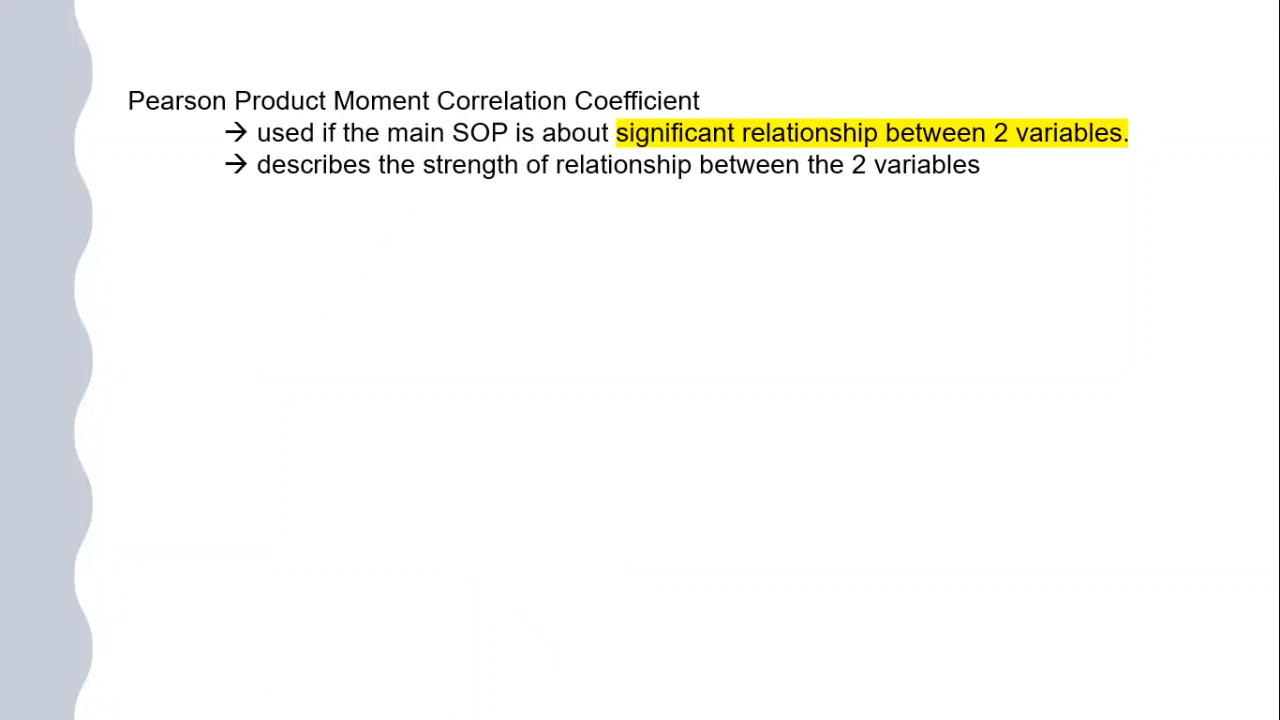 Pearson Product Moment Correlation Coefficient
→ used if the main SOP is about significant relationship between 2 variables.
→ describes the strength of relationship between the 2 variables